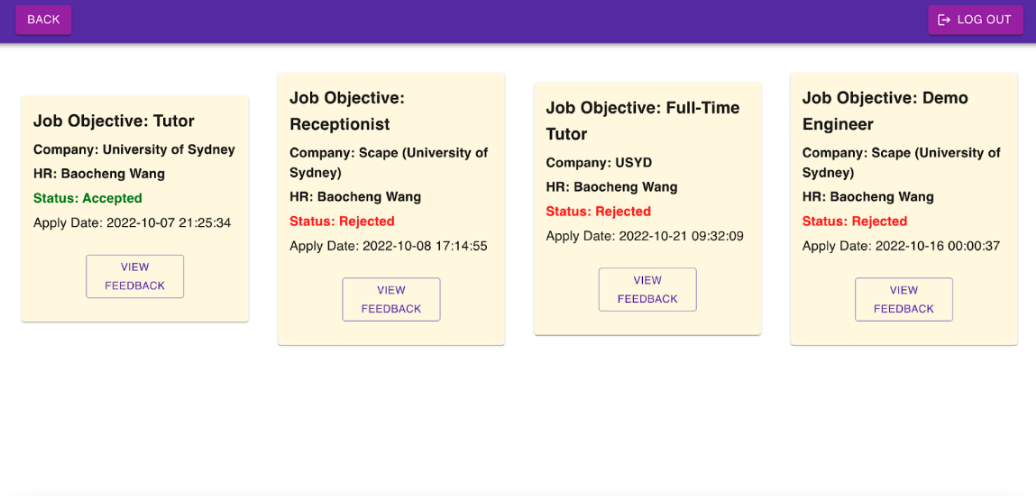 BACK
LOG OUT
Job Objective: Tutor
Company: University of Sydney
HR: Baocheng Wang
Status: Accepted
Apply Date: 2022-10-07 21:25:34
VIEW
FEEDBACK
Job Objective:
Receptionist
Company: Scape (University of
Sydney)
HR: Baocheng Wang
Status: Rejected
Apply Date: 2022-10-08 17:14:55
VIEW
FEEDBACK
Job Objective: Full-Time
Tutor
Company: USYD
HR: Baocheng Wang
Status: Rejected
Apply Date: 2022-10-21 09:32:09
VIEW
FEEDBACK
Job Objective: Demo
Engineer
Company: Scape (University of
Sydney)
HR: Baocheng Wang
Status: Rejected
Apply Date: 2022-10-16 00:00:37
VIEW
FEEDBACK